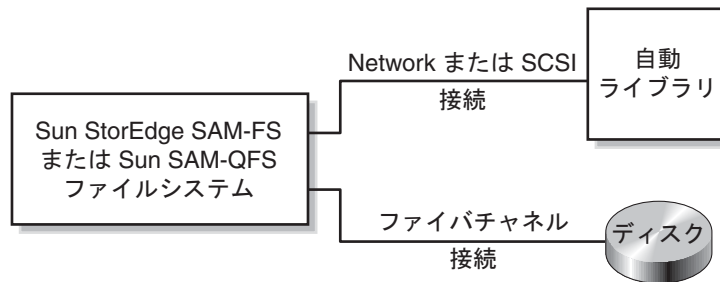 Sun StorEdge SAM-FS
または Sun SAM-QFS
ファイルシステム
Network または SCSI
接続
自動
ライブラリ
ファイバチャネル
接続
ディスク